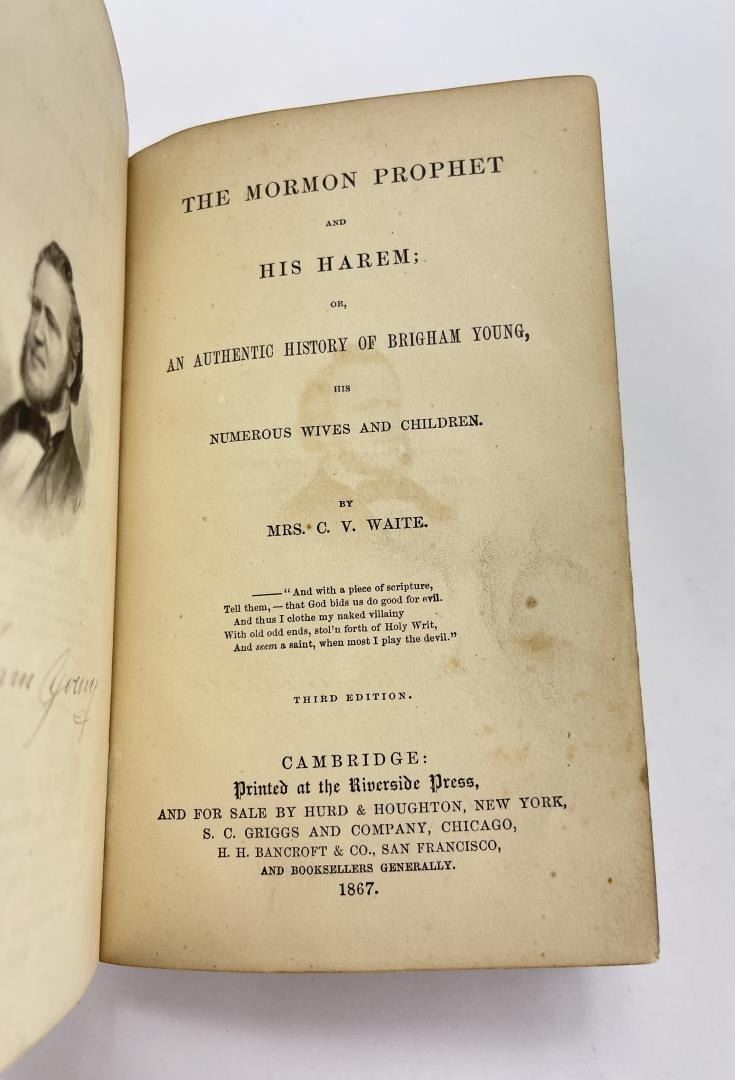 THE MORMON PROPHET
AND
HIS HAREM;
OR,
AN AUTHENTIC HISTORY OF BRIGHAM YOUNG,
HIS
NUMEROUS WIVES AND CHILDREN.
BY
MRS. C. V. WAITE.
——"And with a piece of scripture,
Tell them,—that God bids us do good for evil.
And thus I clothe my naked villainy
With old odd ends, stol'n forth of Holy Writ,
And seem a saint, when most I play the devil."
THIRD EDITION.
CAMBRIDGE:
Printed at the Riverside Press,
AND FOR SALE BY HURD & HOUGHTON, NEW YORK,
S. C. GRIGGS AND COMPANY, CHICAGO,
H. H. BANCROFT & CO., SAN FRANCISCO,
AND BOOKSELLERS GENERALLY.
1867.
Young